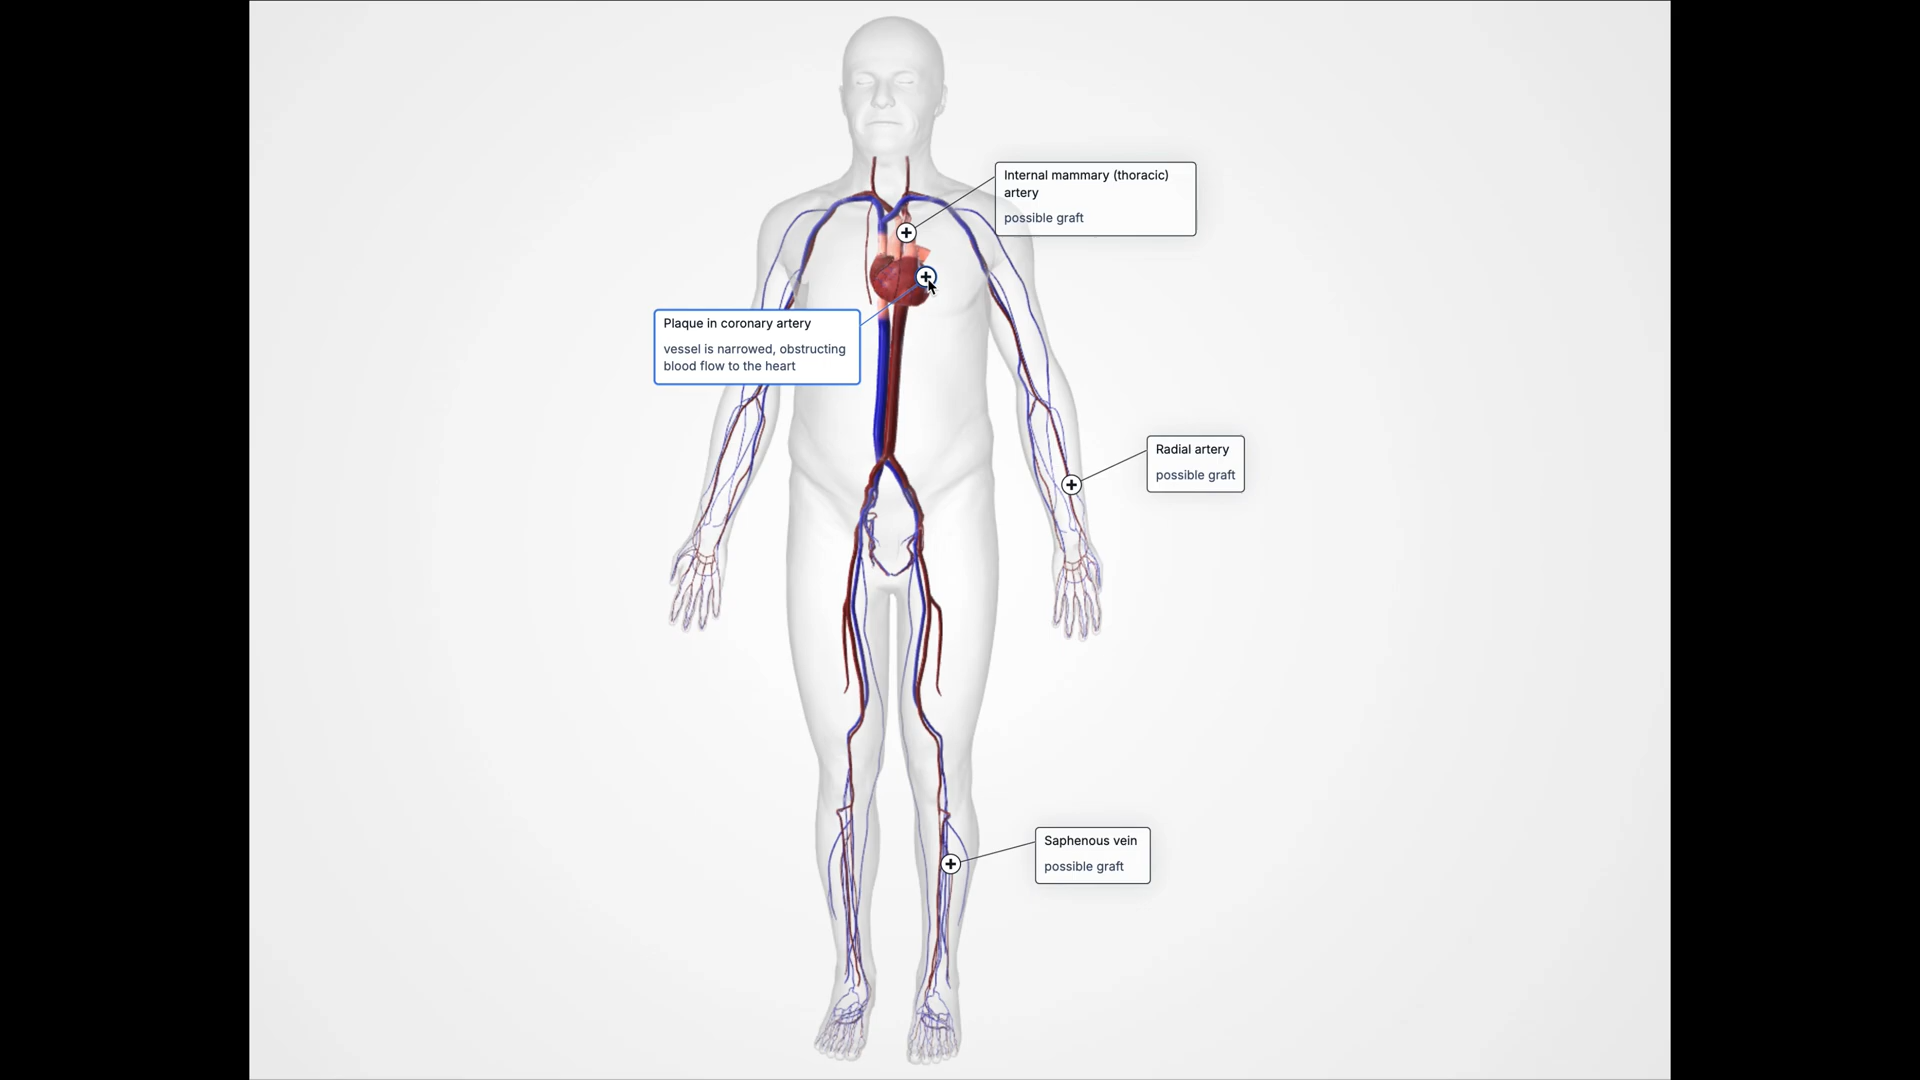 Internal mammary (thoracic)
artery
possible graft
Plaque in coronary artery
vessel is narrowed, obstructing
blood flow to the heart
Radial artery
possible graft
Saphenous vein
possible graft